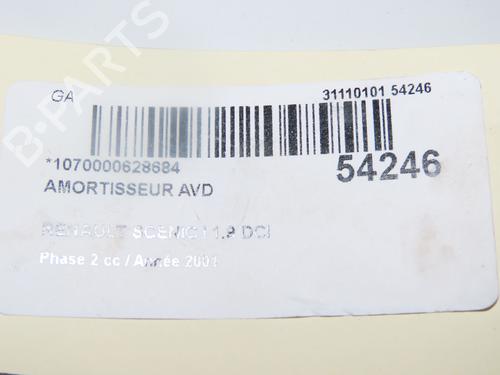 B-PARTS
GA
31110101 54246
*1070000628684
54246
AMORTISSEUR AVD
RENAULT SCENIC I 1.9 DCI
Phase 2 cc / Année 2001